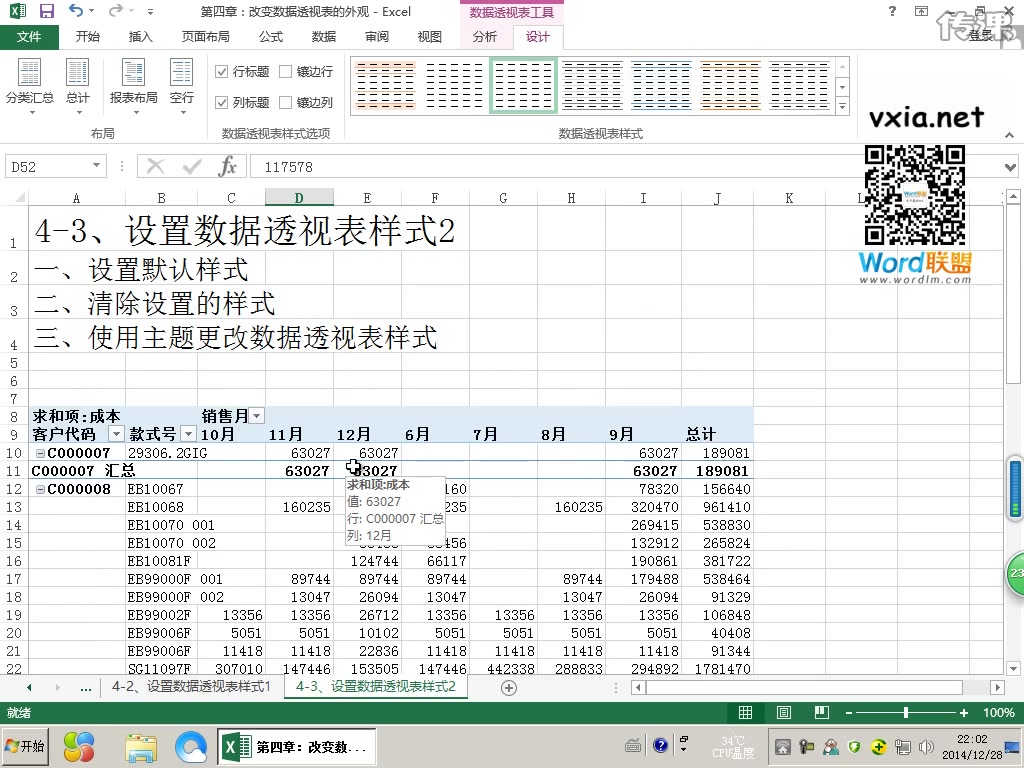 第四章：改变数据透视表的外观 - Excel
数据透视表工具
?
传课
登录
文件
开始
插入
页面布局
公式
数据
审阅
视图
分析
设计
分类汇总
总计
报表布局
空行
行标题
镶边行
列标题
镶边列
布局
数据透视表样式选项
数据透视表样式
vxia.net
Word联盟
www.wordlm.com
D52
fx
117578
A B C D E F G H I J K L
1 4-3、设置数据透视表样式2
2 一、设置默认样式
3 二、清除设置的样式
4 三、使用主题更改数据透视表样式
5
6
7
8 求和项:成本 销售月
9 客户代码 款式号 10月 11月 12月 6月 7月 8月 9月 总计
10 C000007 29306.2GIG 63027 63027 63027 189081
11 C000007 汇总 63027 63027 63027 189081
12 C000008 EB10067 160 78320 156640
13 EB10068 160235 235 160235 320470 961410
14 EB10070 001 269415 538830
15 EB10070 002 456 132912 265824
16 EB10081F 124744 66117 190861 381722
17 EB99000F 001 89744 89744 89744 89744 179488 538464
18 EB99000F 002 13047 26094 13047 13047 26094 91329
19 EB99002F 13356 13356 26712 13356 13356 13356 13356 106848
20 EB99006F 5051 5051 10102 5051 5051 5051 5051 40408
21 EB99006F 11418 11418 22836 11418 11418 11418 11418 91344
22 SG11097F 307010 147446 153505 147446 442338 288833 294892 1781470
求和项:成本
值: 63027
行: C000007 汇总
列: 12月
23
... 4-2、设置数据透视表样式1 4-3、设置数据透视表样式2
就绪
100%
开始
第四章：改变数...
34℃
CPU温度
22:02
2014/12/28